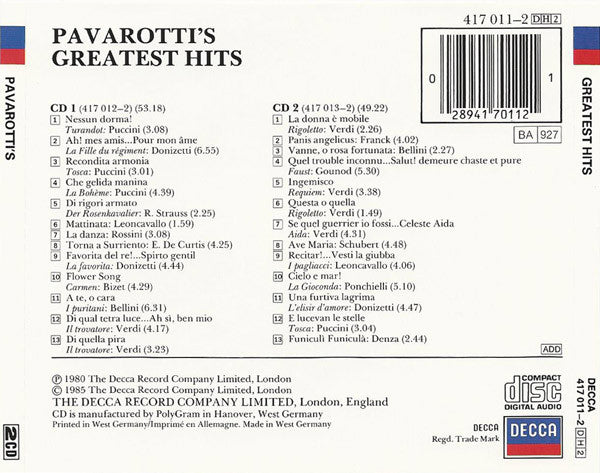 PAVAROTTI'S
GREATEST HITS
417 011-2 DH2
0 28941 70112 1
BA 927
CD 1 (417 012-2) (53.18)
1 Nessun dorma!
Turandot: Puccini (3.08)
2 Ah! mes amis...Pour mon âme
La Fille du régiment: Donizetti (6.55)
3 Recondita armonia
Tosca: Puccini (3.08)
4 Che gelida manina
La Bohème: Puccini (4.39)
5 Di rigori armato
Der Rosenkavalier: R. Strauss (2.25)
6 Mattinata: Leoncavallo (1.59)
7 La danza: Rossini (3.08)
8 Torna a Surriento: E. De Curtis (4.25)
9 Favorita del re!...Spirto gentil
La favorita: Donizetti (4.44)
10 Flower Song
Carmen: Bizet (4.29)
11 A te, o cara
I puritani: Bellini (6.31)
12 Di qual tetra luce...Ah sì, ben mio
Il trovatore: Verdi (4.17)
13 Di quella pira
Il trovatore: Verdi (3.23)
CD 2 (417 013-2) (49.22)
1 La donna è mobile
Rigoletto: Verdi (2.26)
2 Panis angelicus: Franck (4.02)
3 Vanne, o rosa fortunata: Bellini (2.27)
4 Quel trouble inconnu...Salut! demeure chaste et pure
Faust: Gounod (5.30)
5 Ingemisco
Requiem: Verdi (3.38)
6 Questa o quella
Rigoletto: Verdi (1.49)
7 Se quel guerrier io fossi...Celeste Aida
Aida: Verdi (4.31)
8 Ave Maria: Schubert (4.48)
9 Recitar!...Vesti la giubba
I pagliacci: Leoncavallo (4.06)
10 Cielo e mar!
La Gioconda: Ponchielli (5.10)
11 Una furtiva lagrima
L'elisir d'amore: Donizetti (4.47)
12 E lucevan le stelle
Tosca: Puccini (3.04)
13 Funiculì Funiculà: Denza (2.44)
ADD
Ⓟ 1980 The Decca Record Company Limited, London
© 1985 The Decca Record Company Limited, London
THE DECCA RECORD COMPANY LIMITED, London, England
CD is manufactured by PolyGram in Hanover, West Germany
Printed in West Germany/Imprimé en Allemagne. Made in West Germany
COMPACT
disc
DIGITAL AUDIO
DECCA
Regd. Trade Mark
DECCA
PAVAROTTI'S
2CD
GREATEST HITS
DECCA
417 011-2 DH2